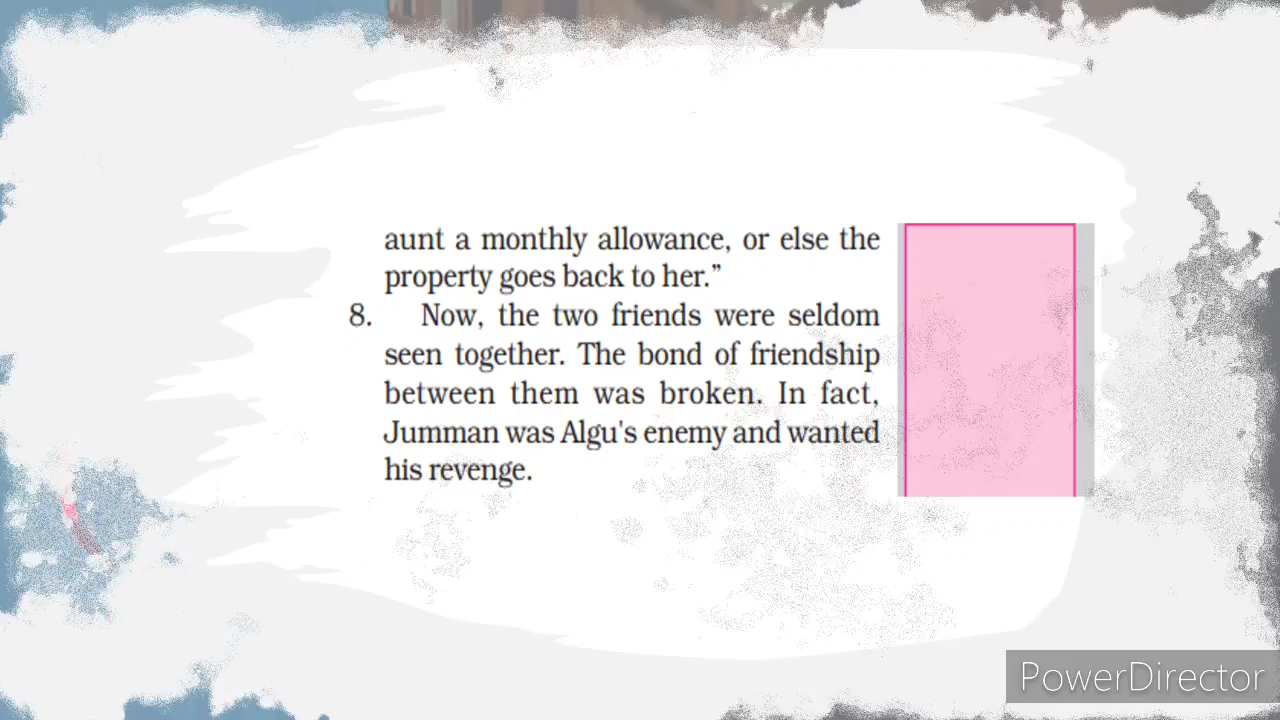 aunt a monthly allowance, or else the
property goes back to her.”
8. Now, the two friends were seldom
seen together. The bond of friendship
between them was broken. In fact,
Jumman was Algu's enemy and wanted
his revenge.
PowerDirector